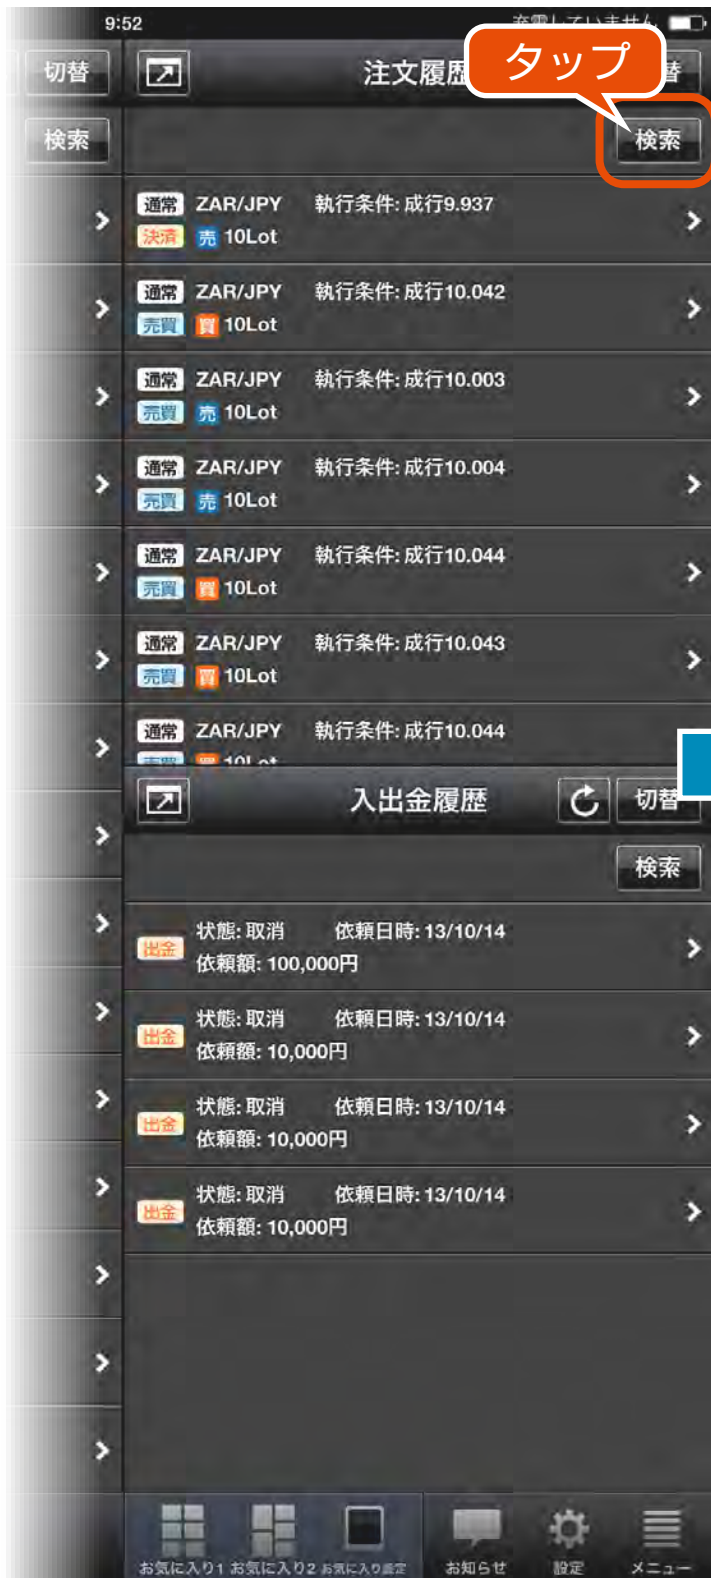 9:52
充電していません
タップ
切替
注文履歴
替
検索
検索
通常 ZAR/JPY 執行条件: 成行9.937
決済 売 10Lot
通常 ZAR/JPY 執行条件: 成行10.042
売買 買 10Lot
通常 ZAR/JPY 執行条件: 成行10.003
売買 売 10Lot
通常 ZAR/JPY 執行条件: 成行10.004
売買 売 10Lot
通常 ZAR/JPY 執行条件: 成行10.044
売買 買 10Lot
通常 ZAR/JPY 執行条件: 成行10.043
売買 買 10Lot
通常 ZAR/JPY 執行条件: 成行10.044
売買 買 10Lot
入出金履歴
切替
検索
出金 状態: 取消 依頼日時: 13/10/14
依頼額: 100,000円
出金 状態: 取消 依頼日時: 13/10/14
依頼額: 10,000円
出金 状態: 取消 依頼日時: 13/10/14
依頼額: 10,000円
出金 状態: 取消 依頼日時: 13/10/14
依頼額: 10,000円
お気に入り1 お気に入り2 お気に入り設定 お知らせ 設定 メニュー